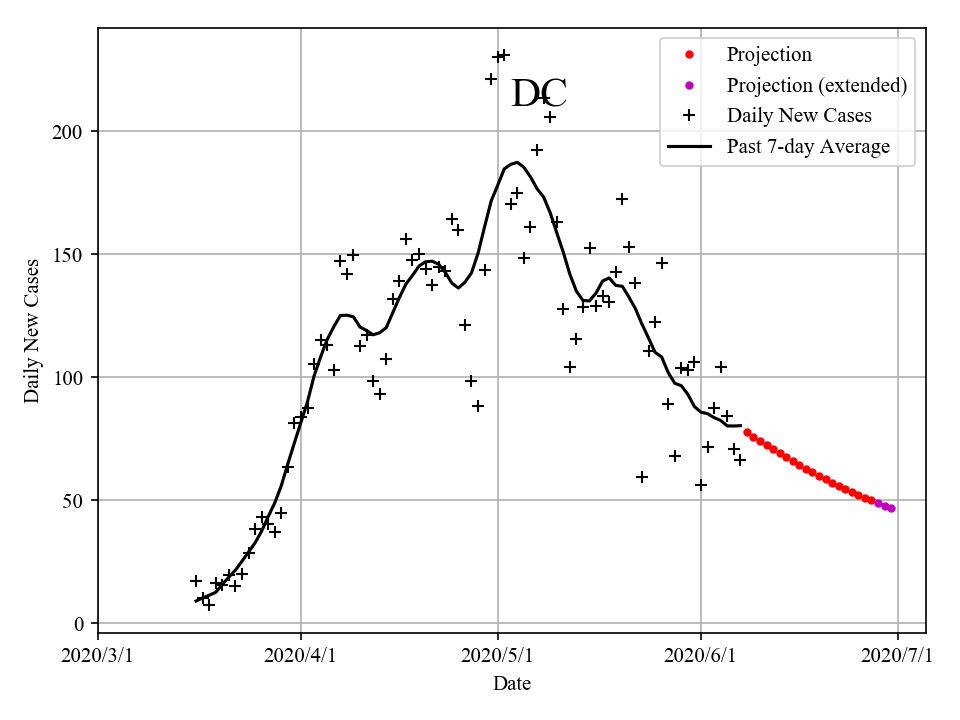 DC
Projection
Projection (extended)
Daily New Cases
Past 7-day Average
200
150
100
50
0
Daily New Cases
2020/3/1
2020/4/1
2020/5/1
2020/6/1
2020/7/1
Date